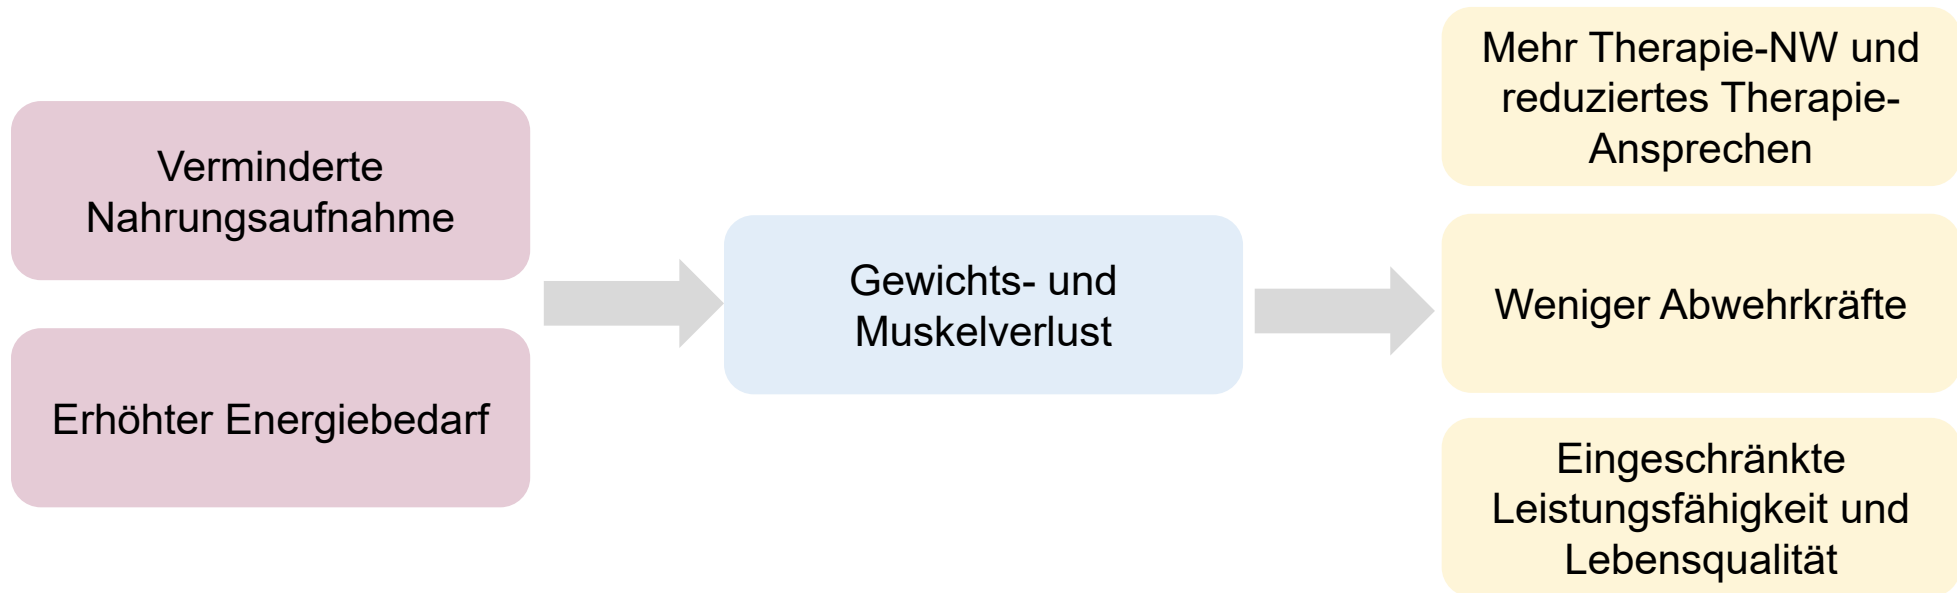 Verminderte
Nahrungsaufnahme
Erhöhter Energiebedarf
Gewichts- und
Muskelverlust
Mehr Therapie-NW und
reduziertes Therapie-
Ansprechen
Weniger Abwehrkräfte
Eingeschränkte
Leistungsfähigkeit und
Lebensqualität